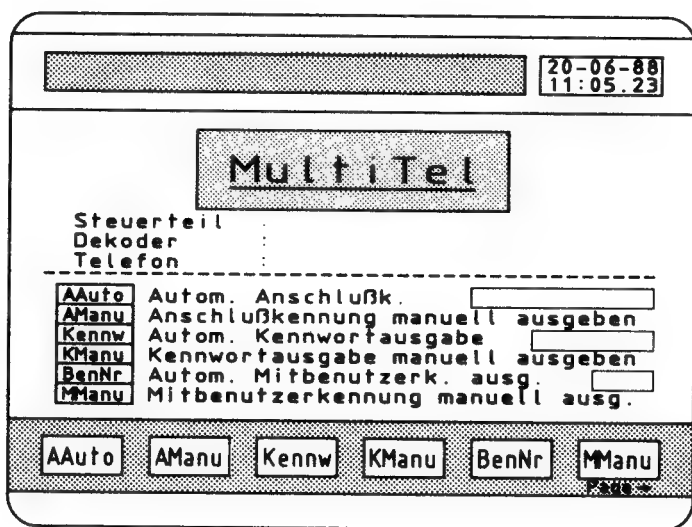 20-06-88
11:05.23
MultiTel
Steuerteil :
Dekoder :
Telefon :
AAuto Autom. Anschlußk.
AManu Anschlußkennung manuell ausgeben
Kennw Autom. Kennwortausgabe
KManu Kennwortausgabe manuell ausgeben
BenNr Autom. Mitbenutzerk. ausg.
MManu Mitbenutzerkennung manuell ausg.
AAuto AManu Kennw KManu BenNr MManu
Page →